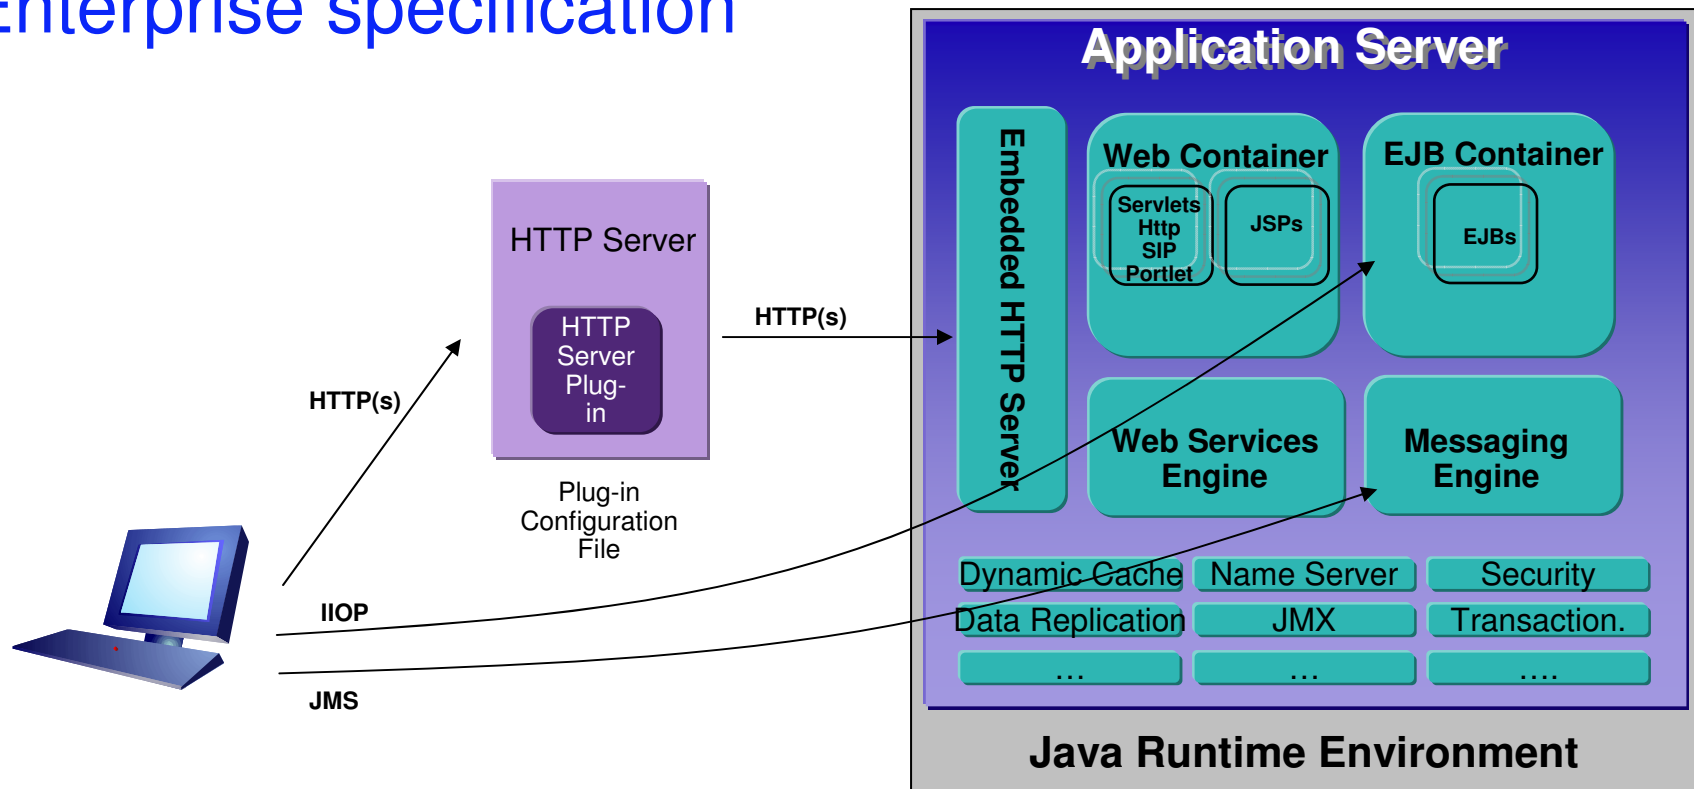 Enterprise specification
Application Server
Embedded HTTP Server
Web Container
Servlets
Http
SIP
Portlet
JSPs
EJB Container
EJBs
HTTP Server
HTTP
Server
Plug-
in
HTTP(s)
HTTP(s)
Plug-in
Configuration
File
Web Services
Engine
Messaging
Engine
IIOP
JMS
Dynamic Cache
Name Server
Security
Data Replication
JMX
Transaction.
…
…
….
Java Runtime Environment